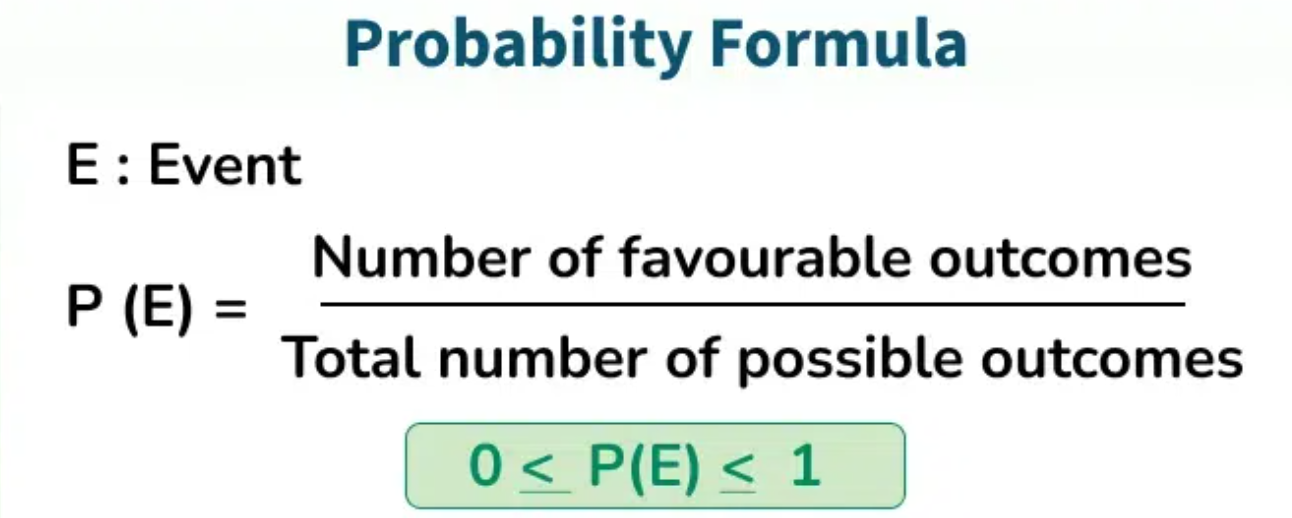 Probability Formula
E : Event
P (E) = Number of favourable outcomes
Total number of possible outcomes
0 ≤ P(E) ≤ 1